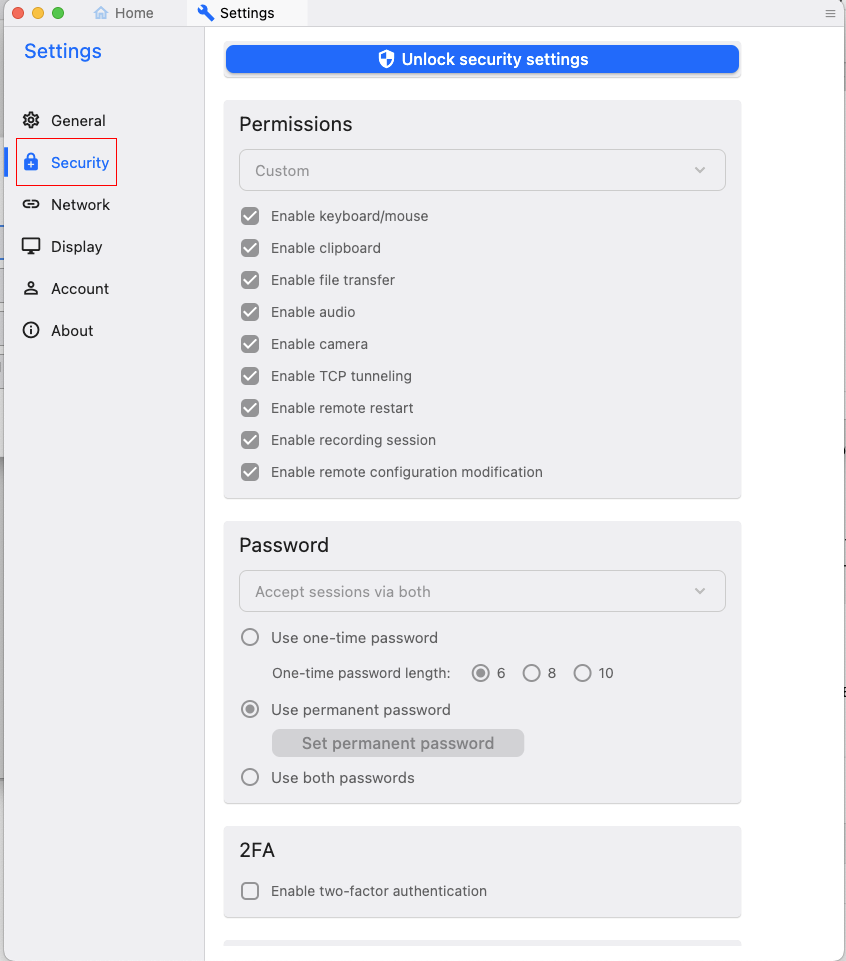 Home
Settings
Settings
General
Security
Network
Display
Account
About
Unlock security settings
Permissions
Custom
Enable keyboard/mouse
Enable clipboard
Enable file transfer
Enable audio
Enable camera
Enable TCP tunneling
Enable remote restart
Enable recording session
Enable remote configuration modification
Password
Accept sessions via both
Use one-time password
One-time password length: 6 8 10
Use permanent password
Set permanent password
Use both passwords
2FA
Enable two-factor authentication